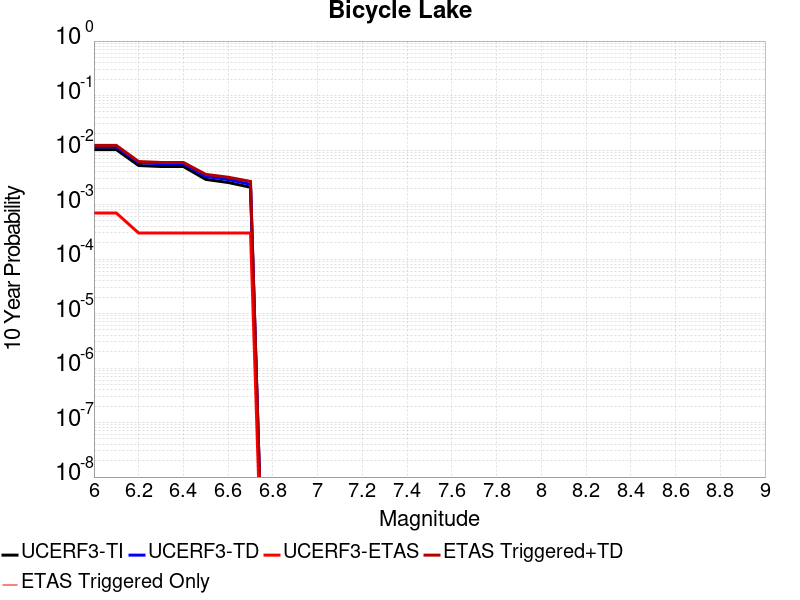 Bicycle Lake
10 Year Probability
10^0
10^-1
10^-2
10^-3
10^-4
10^-5
10^-6
10^-7
10^-8
6 6.2 6.4 6.6 6.8 7 7.2 7.4 7.6 7.8 8 8.2 8.4 8.6 8.8 9
Magnitude
UCERF3-TI UCERF3-TD UCERF3-ETAS ETAS Triggered+TD
ETAS Triggered Only